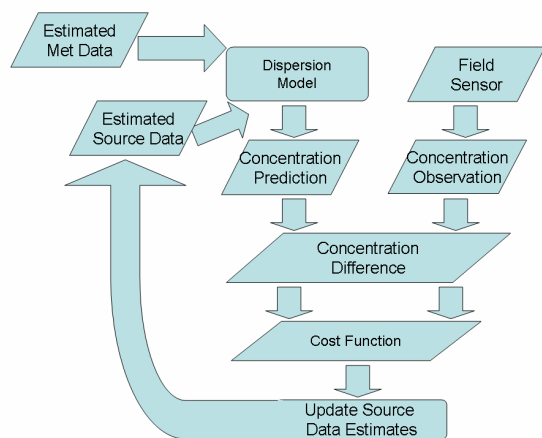 Estimated
Met Data
Dispersion
Model
Field
Sensor
Estimated
Source Data
Concentration
Prediction
Concentration
Observation
Concentration
Difference
Cost Function
Update Source
Data Estimates